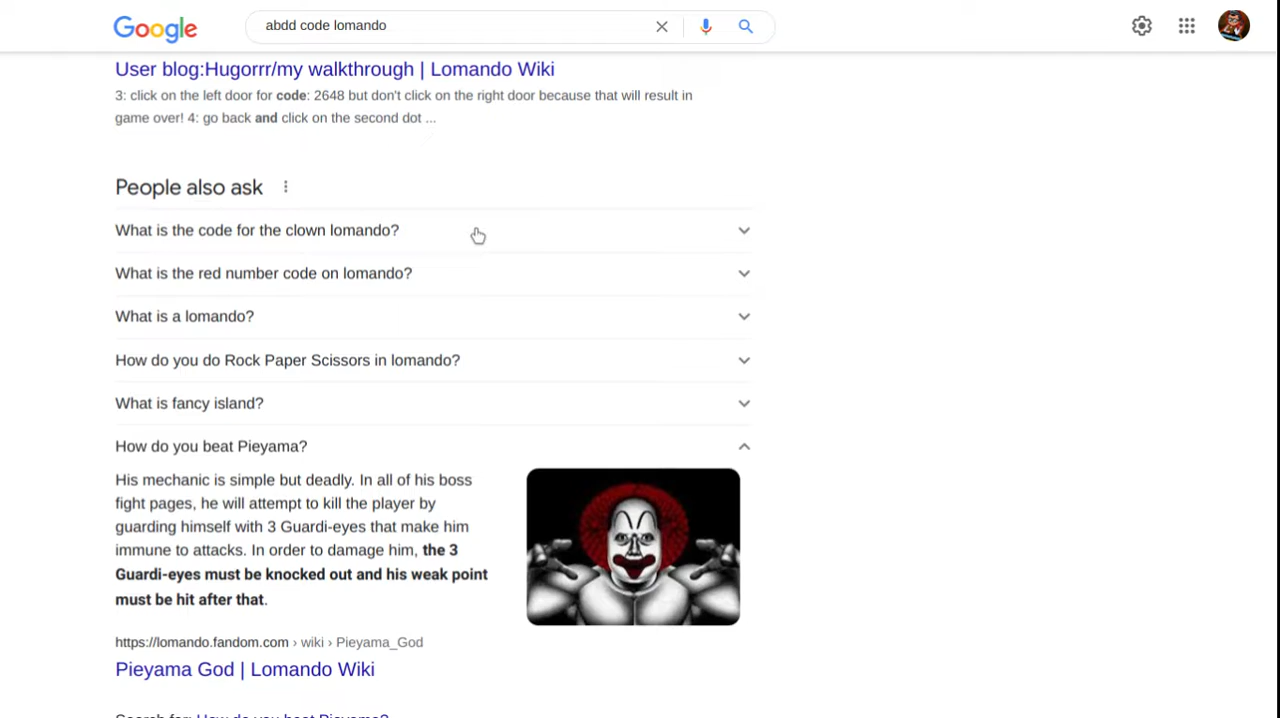 Google
abdd code lomando
User blog:Hugorrr/my walkthrough | Lomando Wiki
3: click on the left door for code: 2648 but don't click on the right door because that will result in
game over! 4: go back and click on the second dot ...
People also ask
What is the code for the clown lomando?
What is the red number code on lomando?
What is a lomando?
How do you do Rock Paper Scissors in lomando?
What is fancy island?
How do you beat Pieyama?
His mechanic is simple but deadly. In all of his boss
fight pages, he will attempt to kill the player by
guarding himself with 3 Guardi-eyes that make him
immune to attacks. In order to damage him, the 3
Guardi-eyes must be knocked out and his weak point
must be hit after that.
https://lomando.fandom.com › wiki › Pieyama_God
Pieyama God | Lomando Wiki
Search for: How do you beat Pieyama?